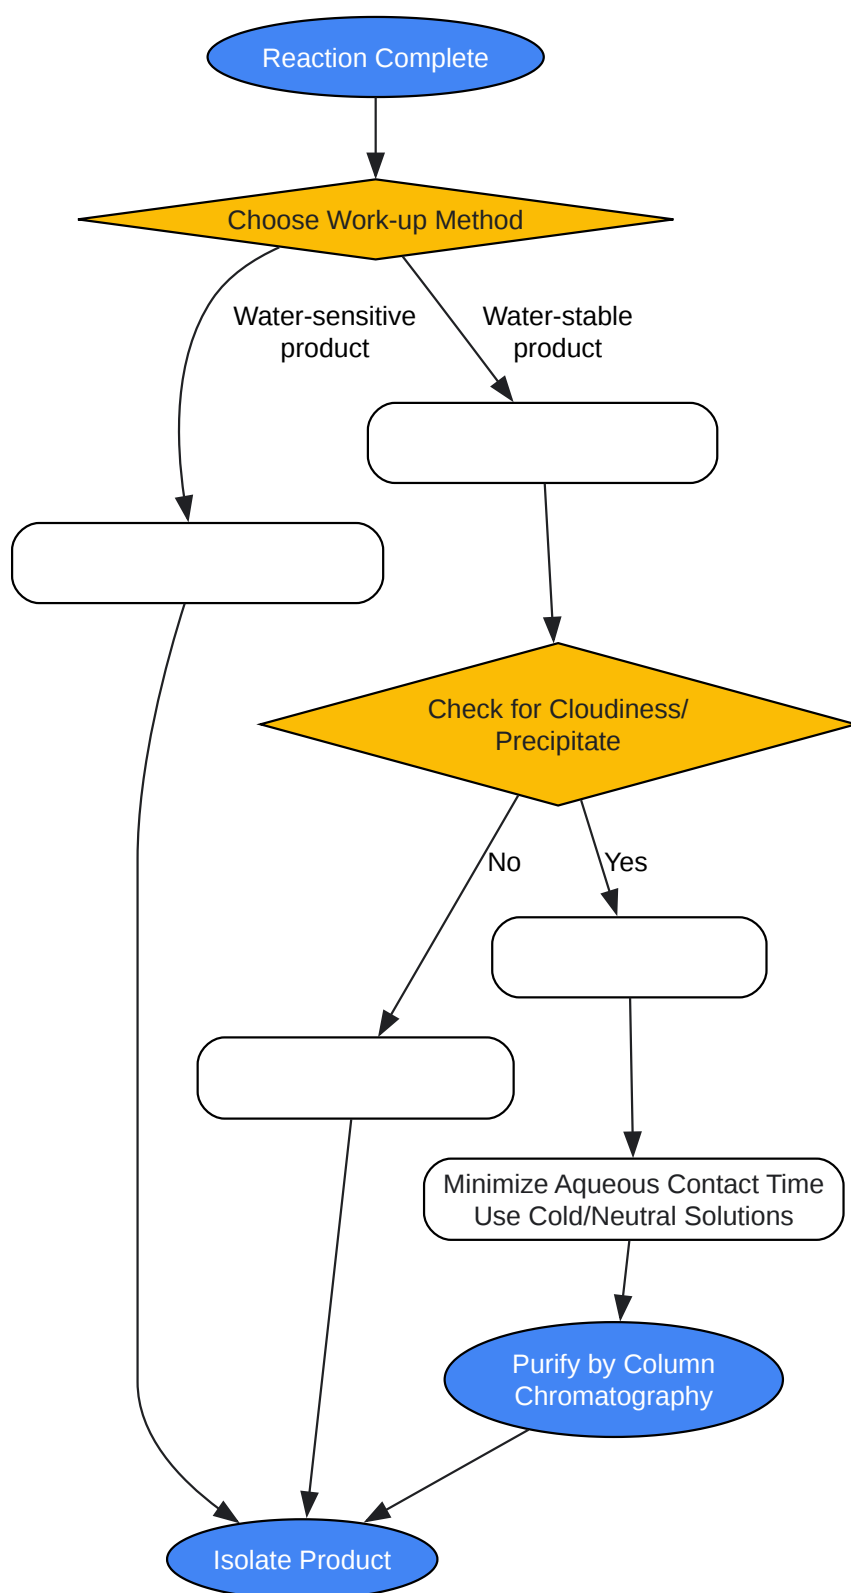 Reaction Complete
Choose Work-up Method
Water-sensitive
product
Water-stable
product
Check for Cloudiness/
Precipitate
No
Yes
Minimize Aqueous Contact Time
Use Cold/Neutral Solutions
Purify by Column
Chromatography
Isolate Product